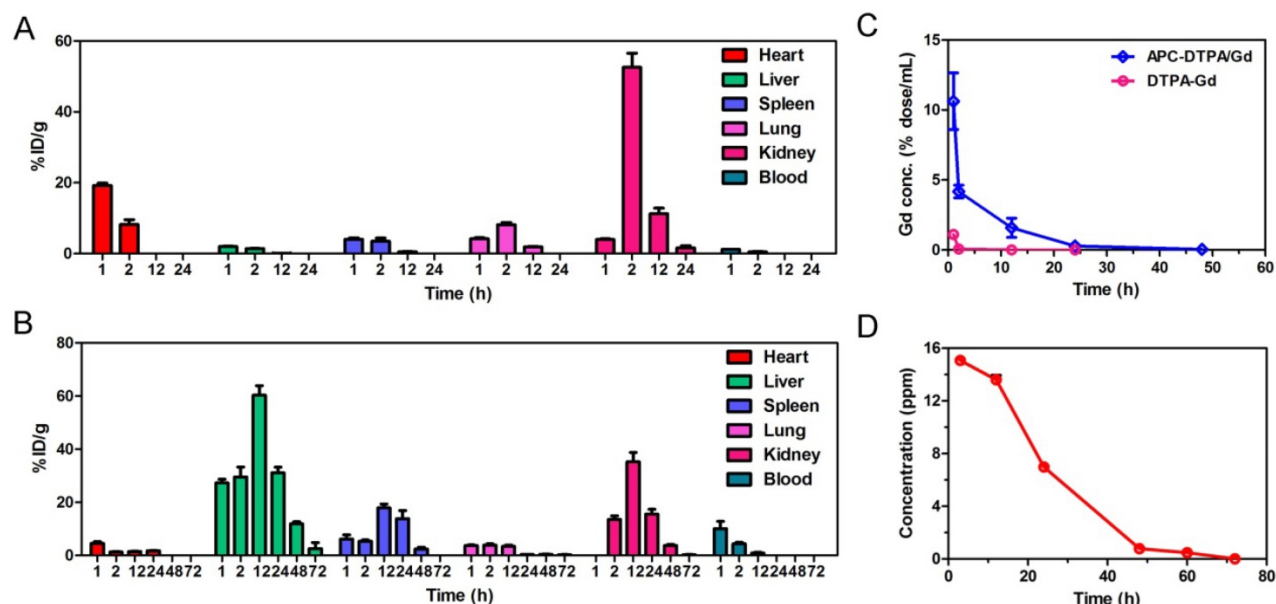 A
60
40
20
0
%ID/g
Heart
Liver
Spleen
Lung
Kidney
Blood
1 2 12 24 1 2 12 24 1 2 12 24 1 2 12 24 1 2 12 24 1 2 12 24
Time (h)
B
80
60
40
20
0
%ID/g
Heart
Liver
Spleen
Lung
Kidney
Blood
1 2 12244872 1 2 12244872 1 2 12244872 1 2 12244872 1 2 12244872 1 2 12244872
Time (h)
C
15
10
5
0
Gd conc. (% dose/mL)
APC-DTPA/Gd
DTPA-Gd
0 10 20 30 40 50 60
Time (h)
D
16
12
8
4
0
Concentration (ppm)
0 20 40 60 80
Time (h)